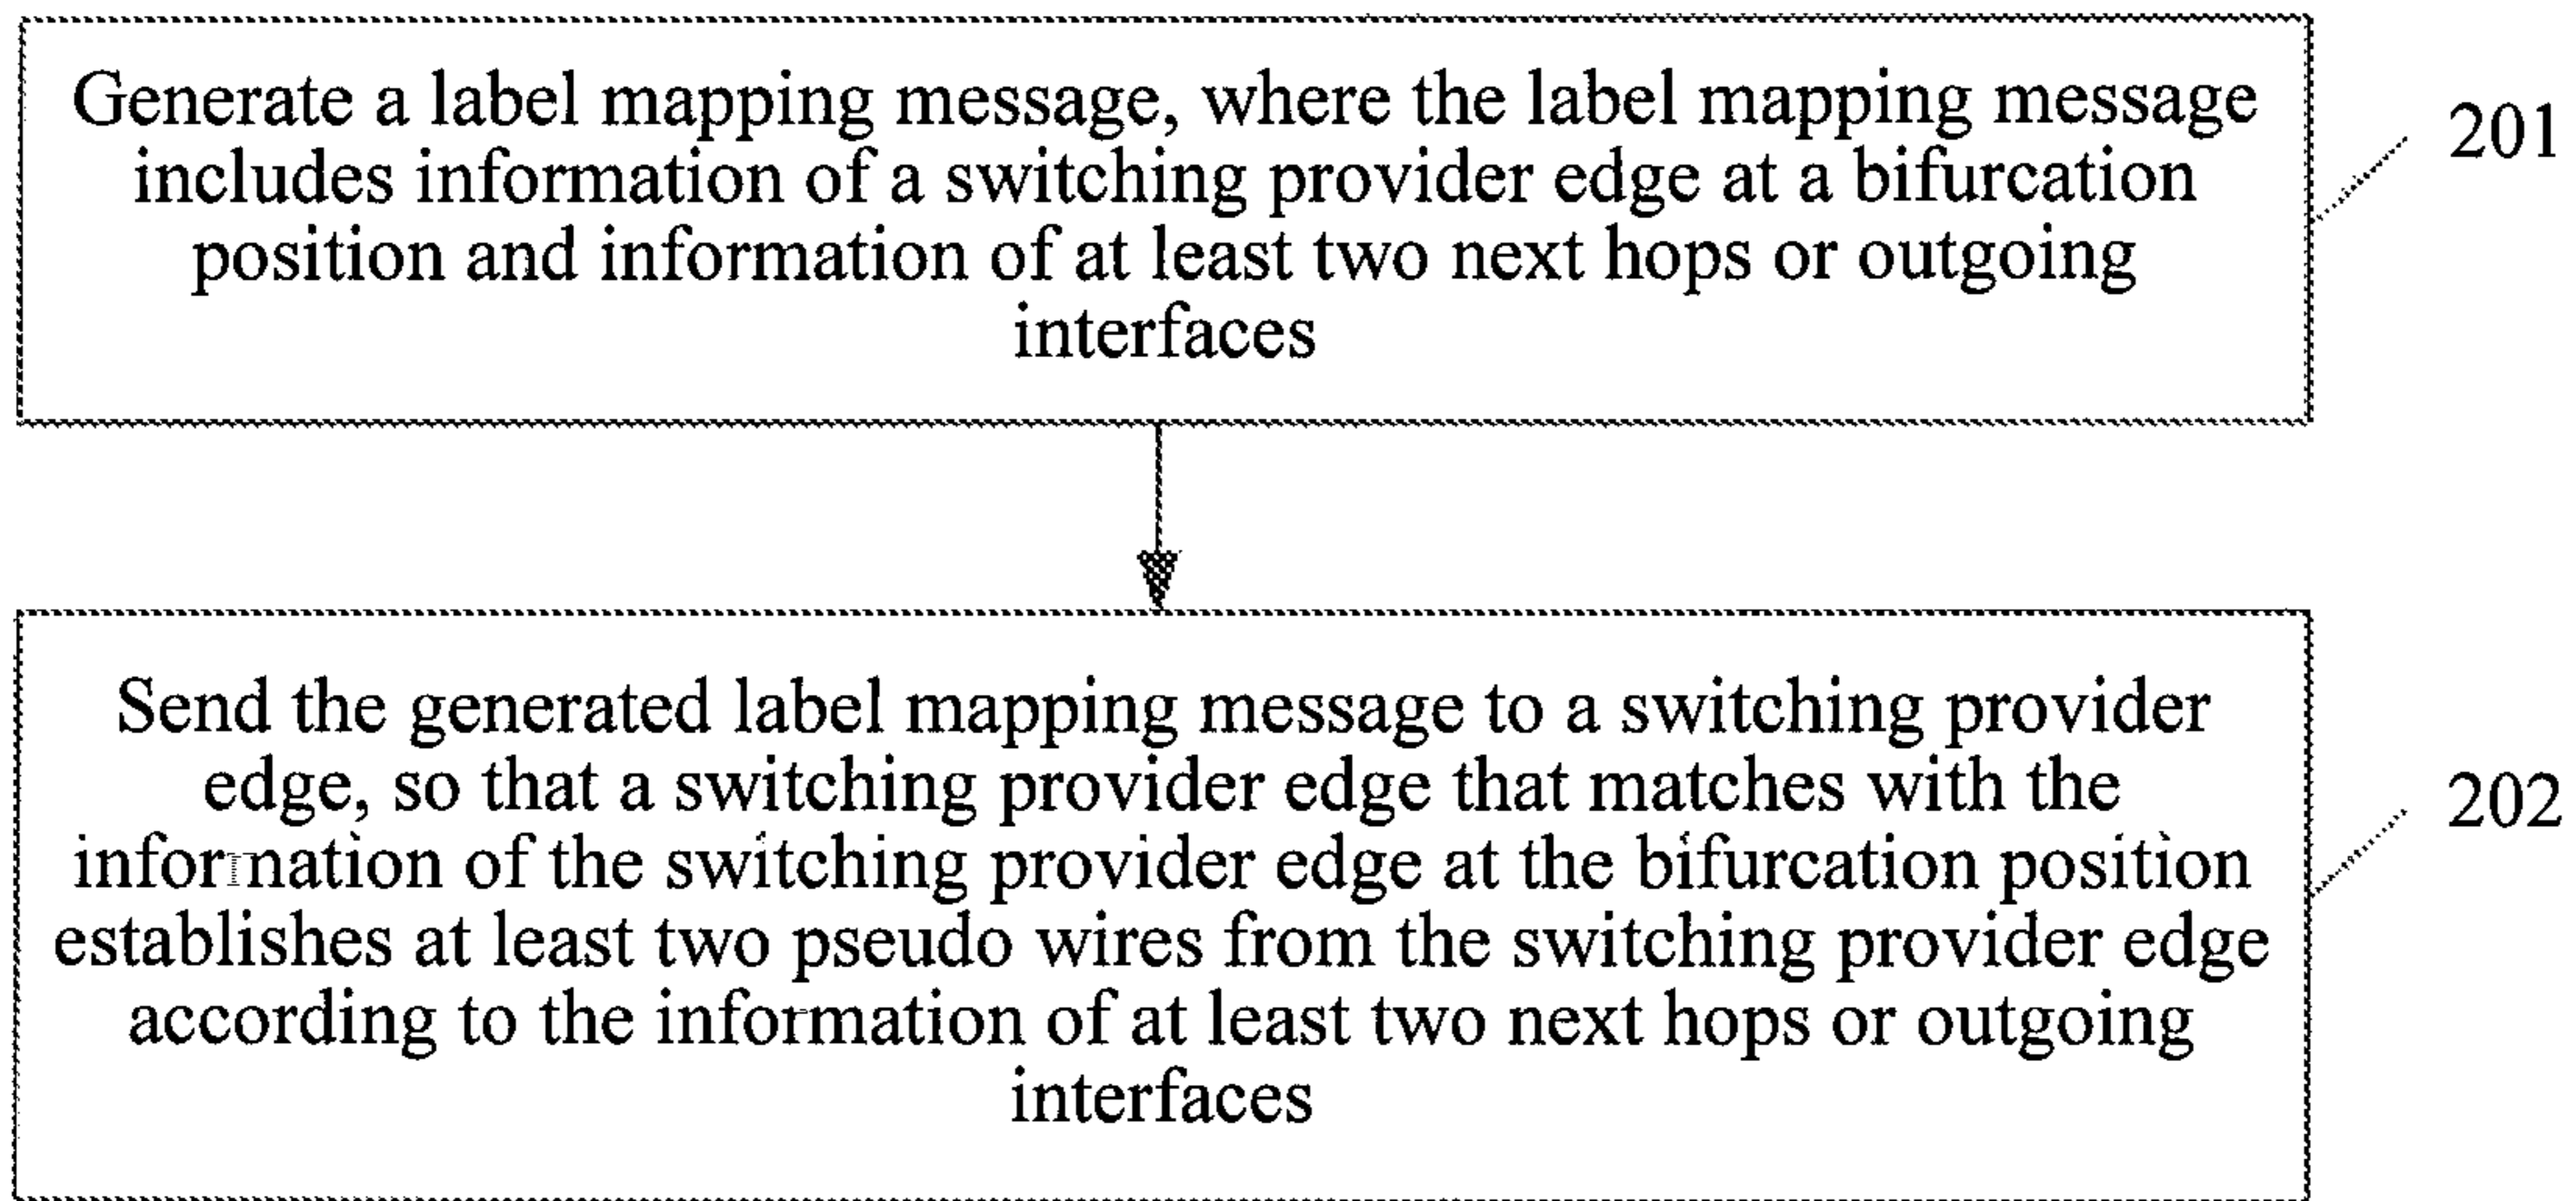 Generate a label mapping message, where the label mapping message
includes information of a switching provider edge at a bifurcation
position and information of at least two next hops or outgoing
interfaces
201
Send the generated label mapping message to a switching provider
edge, so that a switching provider edge that matches with the
information of the switching provider edge at the bifurcation position
establishes at least two pseudo wires from the switching provider edge
according to the information of at least two next hops or outgoing
interfaces
202